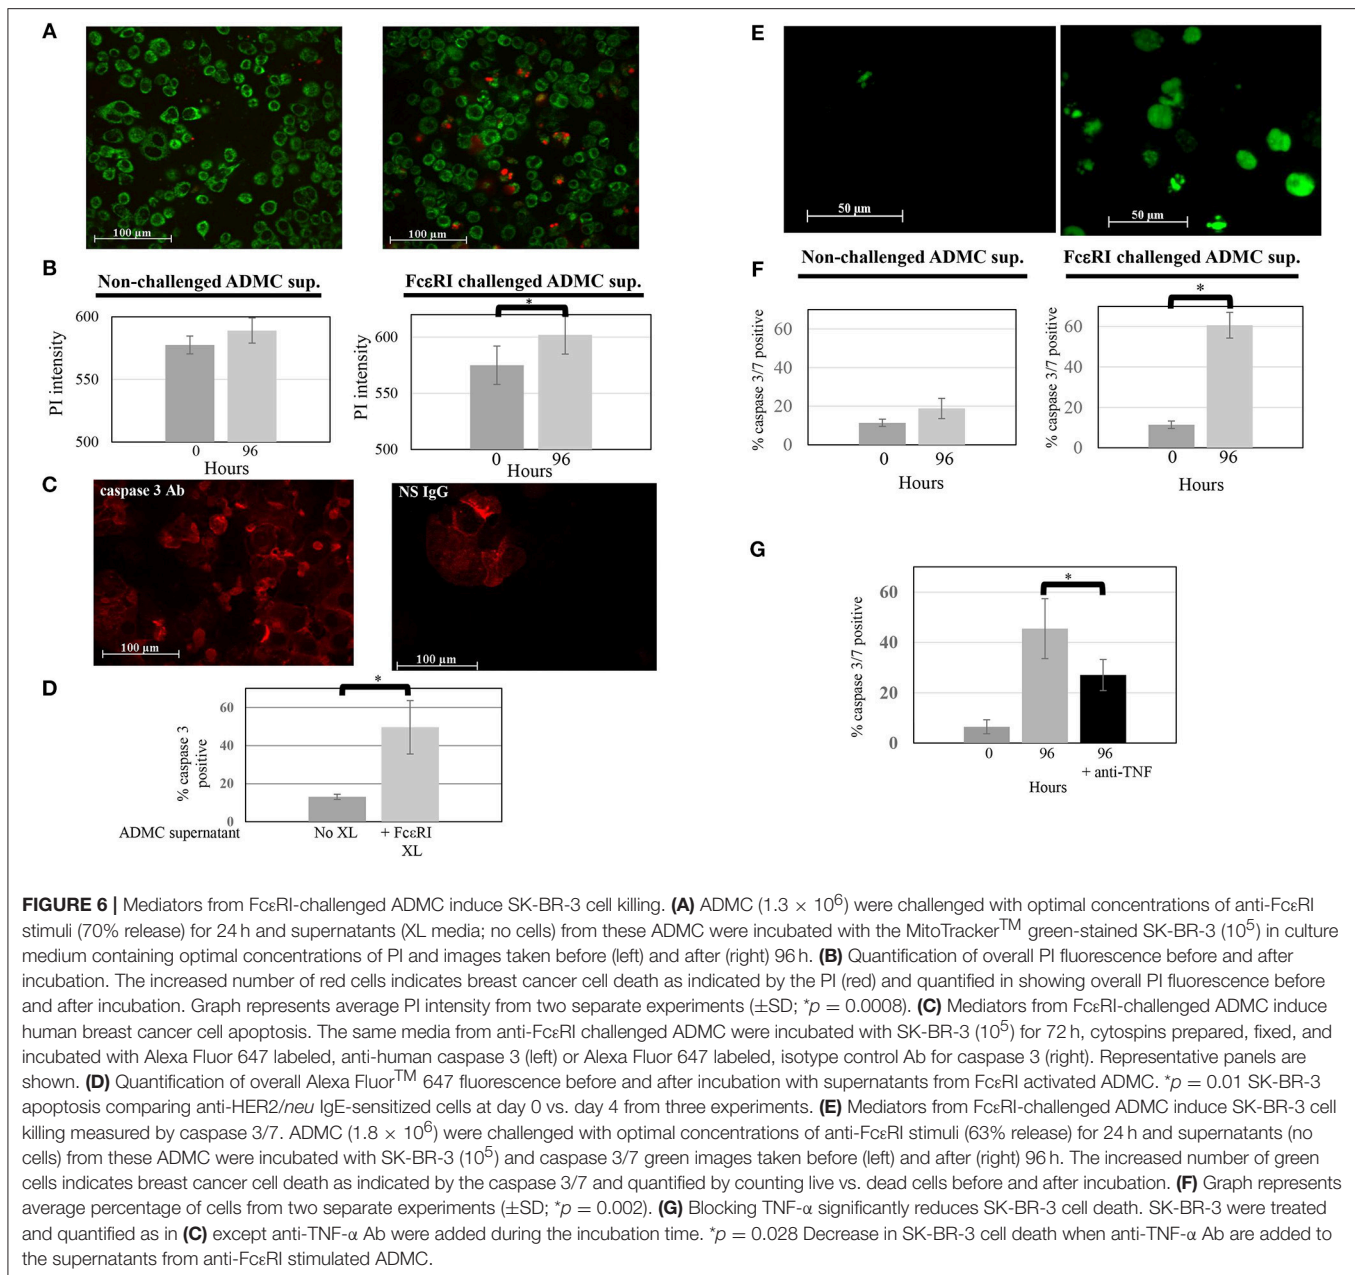 A
100 µm
100 µm
B
Non-challenged ADMC sup.
FcεRI challenged ADMC sup.
600
550
500
PI intensity
0
96
Hours
*
600
550
500
PI intensity
0
96
Hours
C
caspase 3 Ab
100 µm
NS IgG
100 µm
D
*
60
40
20
0
% caspase 3
positive
ADMC supernatant
No XL
+ FcεRI
XL
E
50 µm
50 µm
F
Non-challenged ADMC sup.
FcεRI challenged ADMC sup.
60
40
20
0
% caspase 3/7 positive
0
96
Hours
*
60
40
20
0
% caspase 3/7 positive
0
96
Hours
G
*
60
40
20
0
% caspase 3/7 positive
0
96
96
+ anti-TNF
Hours
FIGURE 6 | Mediators from FcεRI-challenged ADMC induce SK-BR-3 cell killing. (A) ADMC (1.3 × 10⁶) were challenged with optimal concentrations of anti-FcεRI
stimuli (70% release) for 24 h and supernatants (XL media; no cells) from these ADMC were incubated with the MitoTracker™ green-stained SK-BR-3 (10⁵) in culture
medium containing optimal concentrations of PI and images taken before (left) and after (right) 96 h. (B) Quantification of overall PI fluorescence before and after
incubation. The increased number of red cells indicates breast cancer cell death as indicated by the PI (red) and quantified in showing overall PI fluorescence before
and after incubation. Graph represents average PI intensity from two separate experiments (±SD; *p = 0.0008). (C) Mediators from FcεRI-challenged ADMC induce
human breast cancer cell apoptosis. The same media from anti-FcεRI challenged ADMC were incubated with SK-BR-3 (10⁵) for 72 h, cytospins prepared, fixed, and
incubated with Alexa Fluor 647 labeled, anti-human caspase 3 (left) or Alexa Fluor 647 labeled, isotype control Ab for caspase 3 (right). Representative panels are
shown. (D) Quantification of overall Alexa Fluor™ 647 fluorescence before and after incubation with supernatants from FcεRI activated ADMC. *p = 0.01 SK-BR-3
apoptosis comparing anti-HER2/neu IgE-sensitized cells at day 0 vs. day 4 from three experiments. (E) Mediators from FcεRI-challenged ADMC induce SK-BR-3 cell
killing measured by caspase 3/7. ADMC (1.8 × 10⁶) were challenged with optimal concentrations of anti-FcεRI stimuli (63% release) for 24 h and supernatants (no
cells) from these ADMC were incubated with SK-BR-3 (10⁵) and caspase 3/7 green images taken before (left) and after (right) 96 h. The increased number of green
cells indicates breast cancer cell death as indicated by the caspase 3/7 and quantified by counting live vs. dead cells before and after incubation. (F) Graph represents
average percentage of cells from two separate experiments (±SD; *p = 0.002). (G) Blocking TNF-α significantly reduces SK-BR-3 cell death. SK-BR-3 were treated
and quantified as in (C) except anti-TNF-α Ab were added during the incubation time. *p = 0.028 Decrease in SK-BR-3 cell death when anti-TNF-α Ab are added to
the supernatants from anti-FcεRI stimulated ADMC.